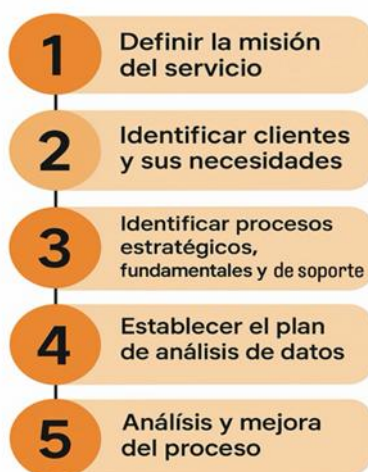 1
Definir la misión
del servicio
2
Identificar clientes
y sus necesidades
3
Identificar procesos
estratégicos,
fundamentales y de soporte
4
Establecer el plan
de análisis de datos
5
Análísis y mejora
del proceso